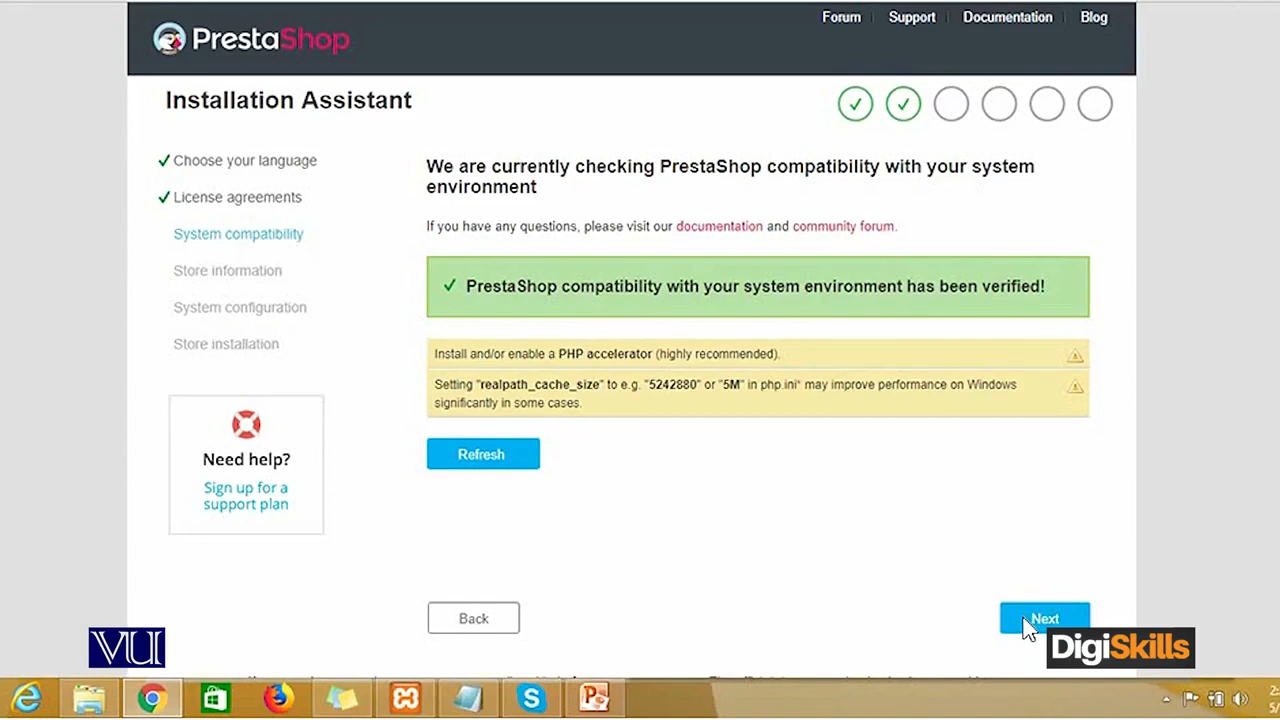 Forum
Support
Documentation
Blog
PrestaShop
Installation Assistant
Choose your language
License agreements
System compatibility
Store information
System configuration
Store installation
Need help?
Sign up for a
support plan
We are currently checking PrestaShop compatibility with your system
environment
If you have any questions, please visit our documentation and community forum.
PrestaShop compatibility with your system environment has been verified!
Install and/or enable a PHP accelerator (highly recommended).
Setting "realpath_cache_size" to e.g. "5242880" or "5M" in php.ini* may improve performance on Windows
significantly in some cases.
Refresh
Back
Next
VU
DigiSkills